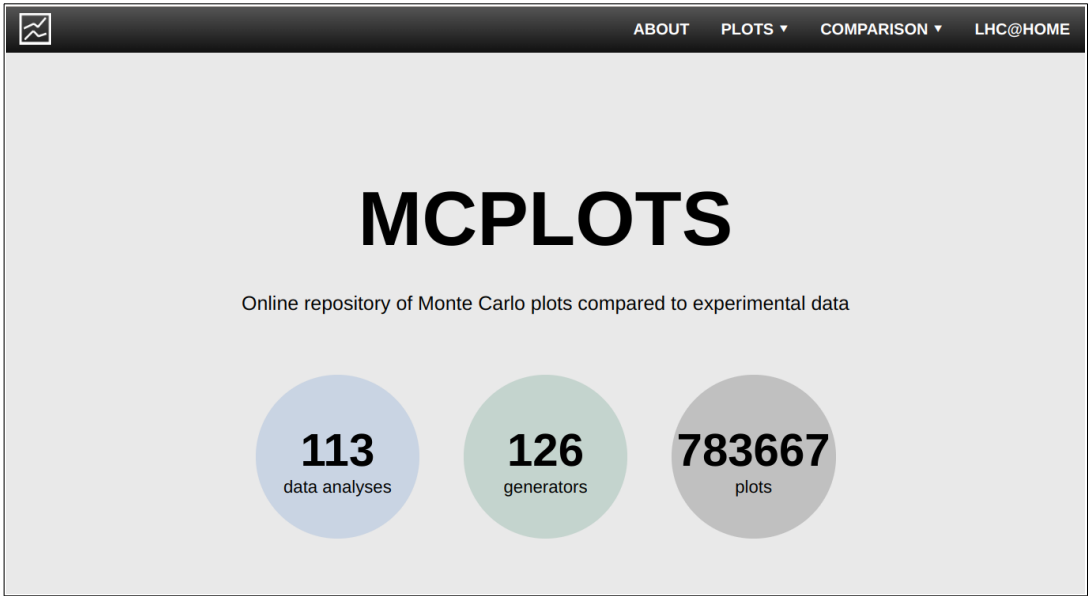 ABOUT PLOTS ▼ COMPARISON ▼ LHC@HOME
MCPLOTS
Online repository of Monte Carlo plots compared to experimental data
113 126 783667
data analyses generators plots